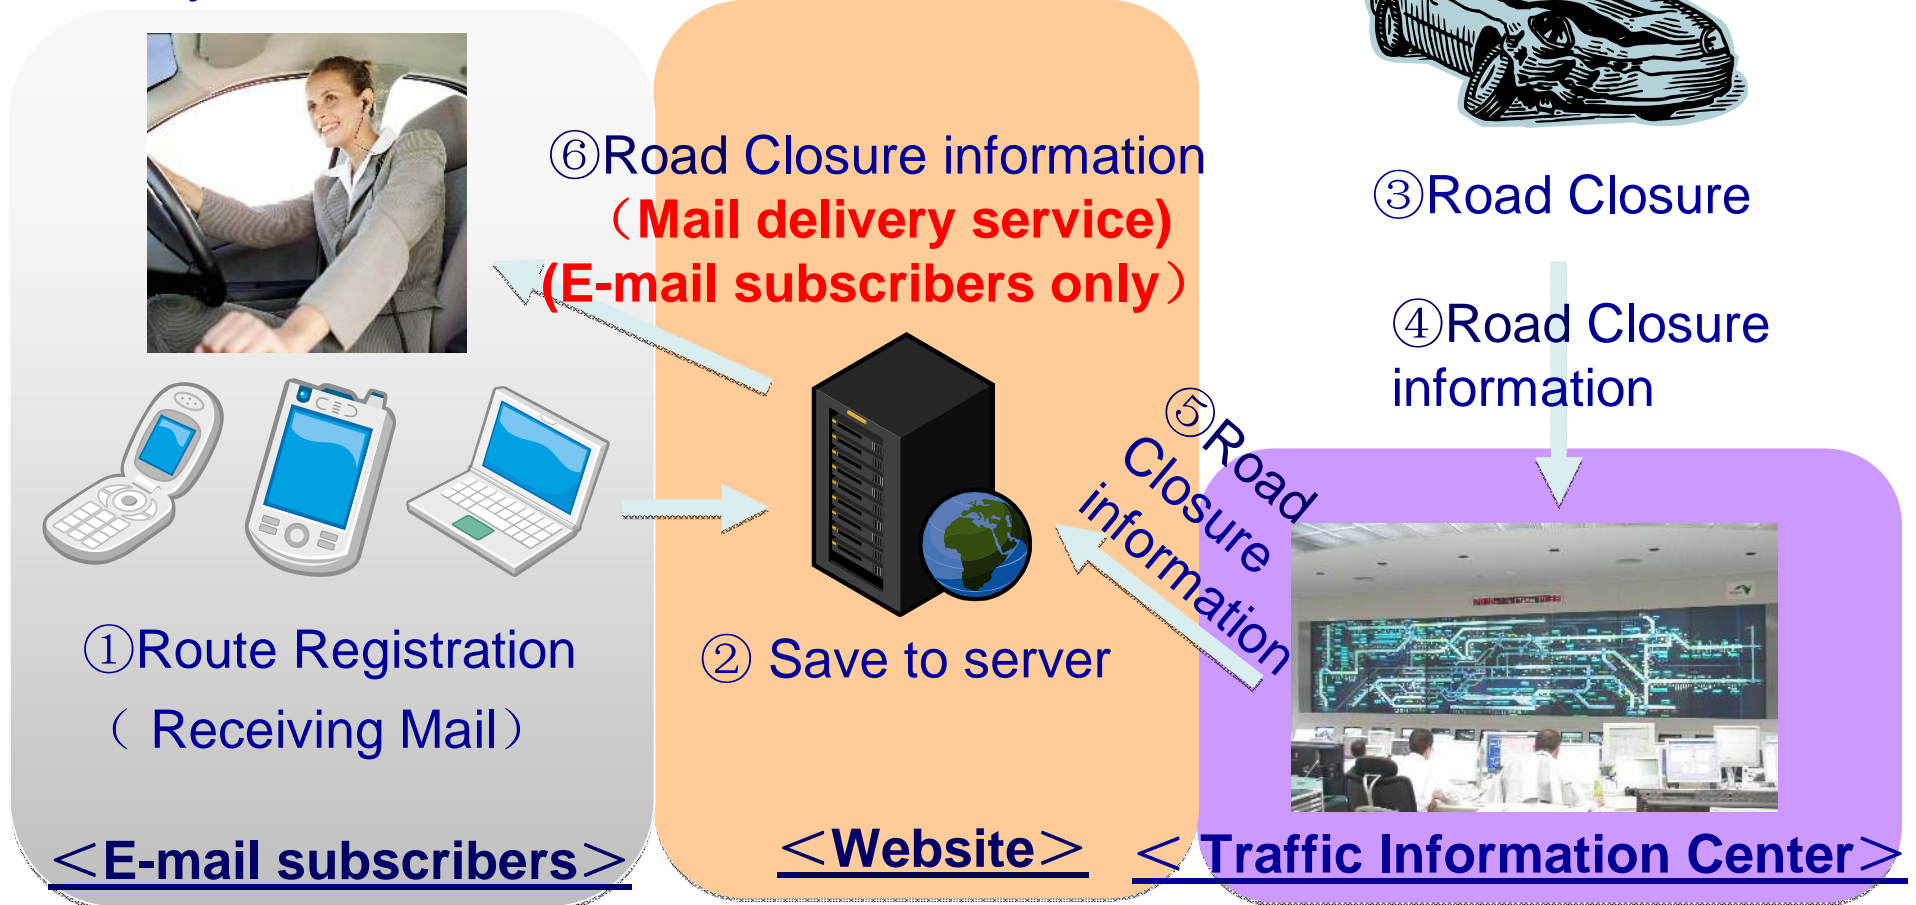 ⑥Road Closure information
（Mail delivery service)
(E-mail subscribers only）
③Road Closure
④Road Closure
information
⑤Road
Closure
information
①Route Registration
（ Receiving Mail）
② Save to server
＜E-mail subscribers＞
＜Website＞
＜ Traffic Information Center＞